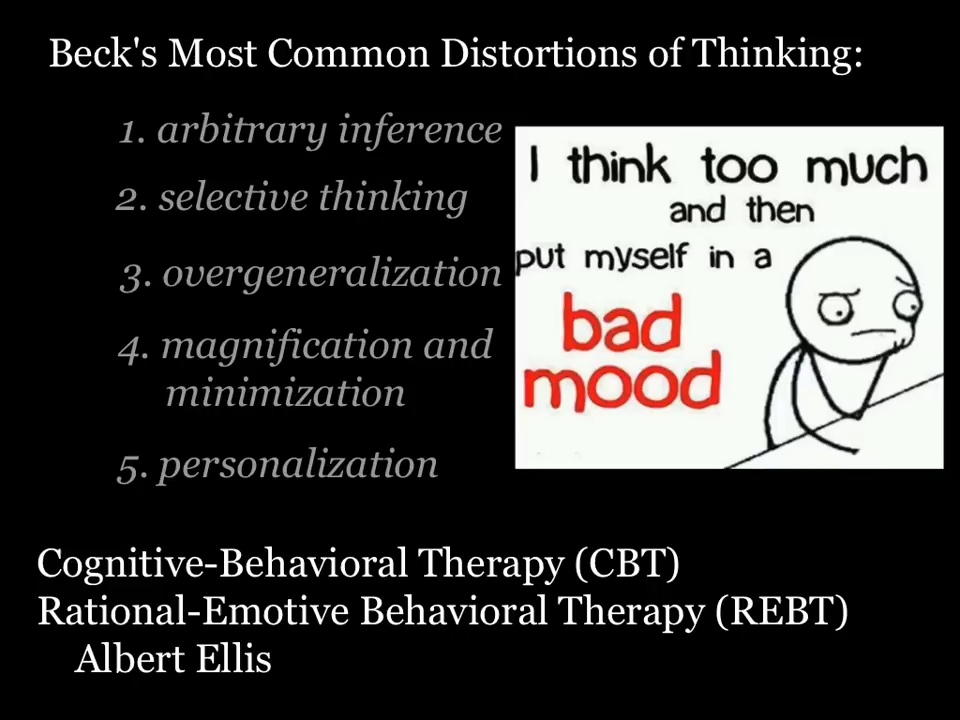 Beck's Most Common Distortions of Thinking:
1. arbitrary inference
2. selective thinking
3. overgeneralization
4. magnification and
minimization
5. personalization
I think too much
and then
put myself in a
bad
mood
Cognitive-Behavioral Therapy (CBT)
Rational-Emotive Behavioral Therapy (REBT)
Albert Ellis